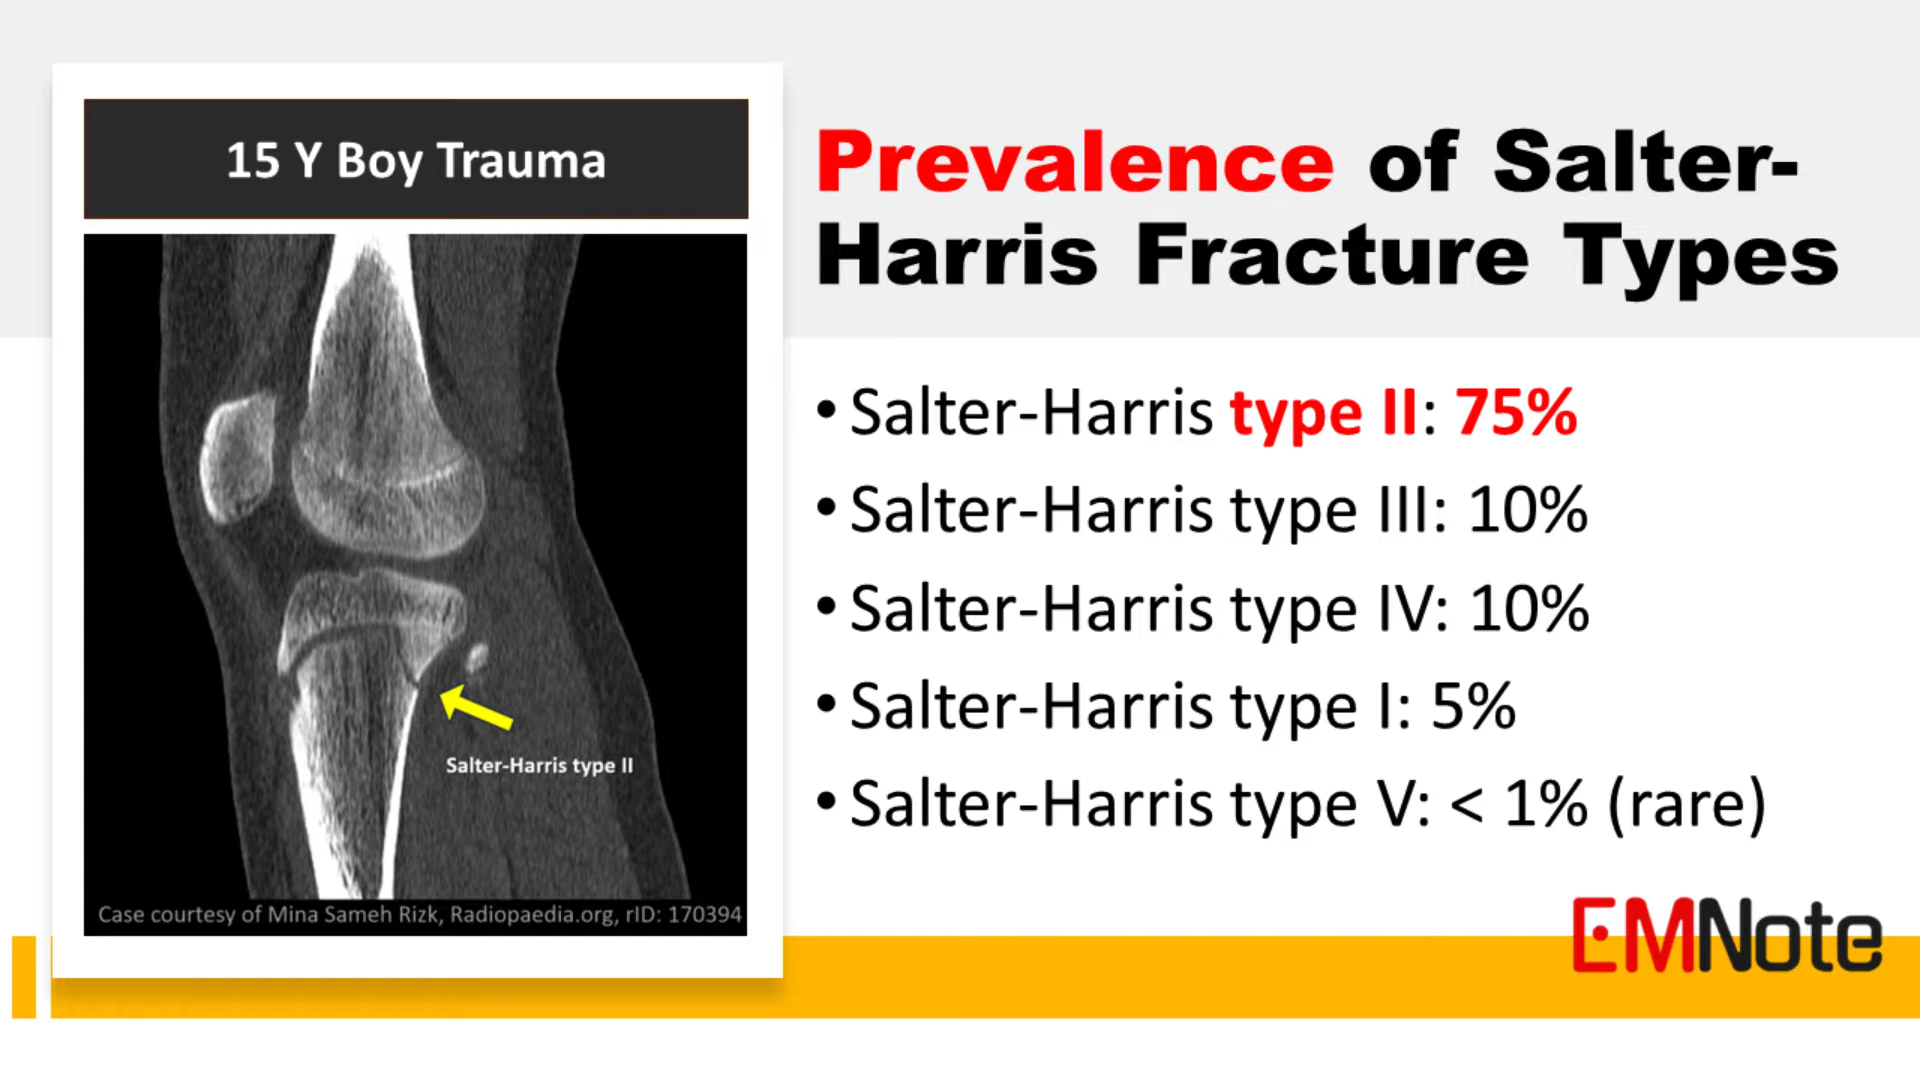 15 Y Boy Trauma
Salter-Harris type II
Case courtesy of Mina Sameh Rizk, Radiopaedia.org, rID: 170394
Prevalence of Salter-
Harris Fracture Types
• Salter-Harris type II: 75%
• Salter-Harris type III: 10%
• Salter-Harris type IV: 10%
• Salter-Harris type I: 5%
• Salter-Harris type V: < 1% (rare)
EMNote